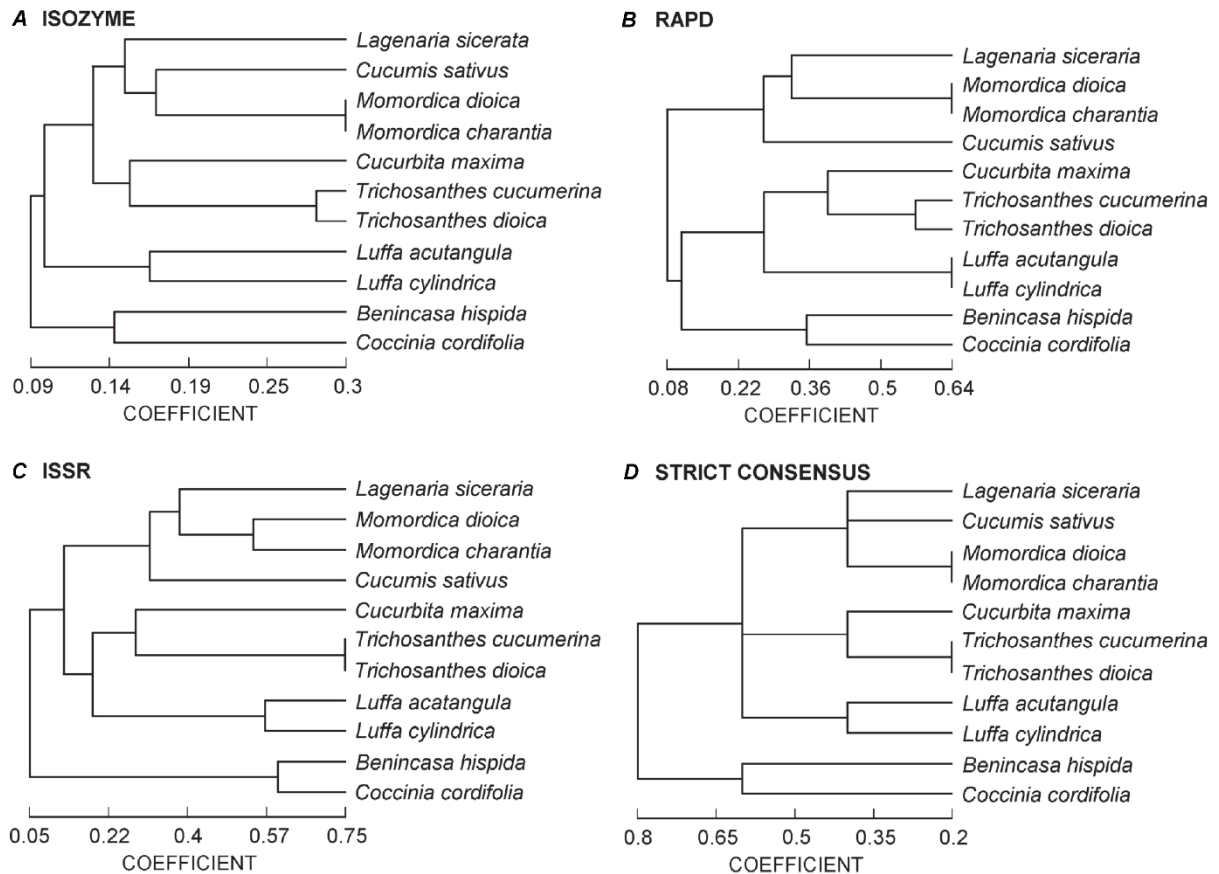 A ISOZYME
Lagenaria sicerata
Cucumis sativus
Momordica dioica
Momordica charantia
Cucurbita maxima
Trichosanthes cucumerina
Trichosanthes dioica
Luffa acutangula
Luffa cylindrica
Benincasa hispida
Coccinia cordifolia
0.09 0.14 0.19 0.25 0.3
COEFFICIENT
B RAPD
Lagenaria siceraria
Momordica dioica
Momordica charantia
Cucumis sativus
Cucurbita maxima
Trichosanthes cucumerina
Trichosanthes dioica
Luffa acutangula
Luffa cylindrica
Benincasa hispida
Coccinia cordifolia
0.08 0.22 0.36 0.5 0.64
COEFFICIENT
C ISSR
Lagenaria siceraria
Momordica dioica
Momordica charantia
Cucumis sativus
Cucurbita maxima
Trichosanthes cucumerina
Trichosanthes dioica
Luffa acatangula
Luffa cylindrica
Benincasa hispida
Coccinia cordifolia
0.05 0.22 0.4 0.57 0.75
COEFFICIENT
D STRICT CONSENSUS
Lagenaria siceraria
Cucumis sativus
Momordica dioica
Momordica charantia
Cucurbita maxima
Trichosanthes cucumerina
Trichosanthes dioica
Luffa acutangula
Luffa cylindrica
Benincasa hispida
Coccinia cordifolia
0.8 0.65 0.5 0.35 0.2
COEFFICIENT